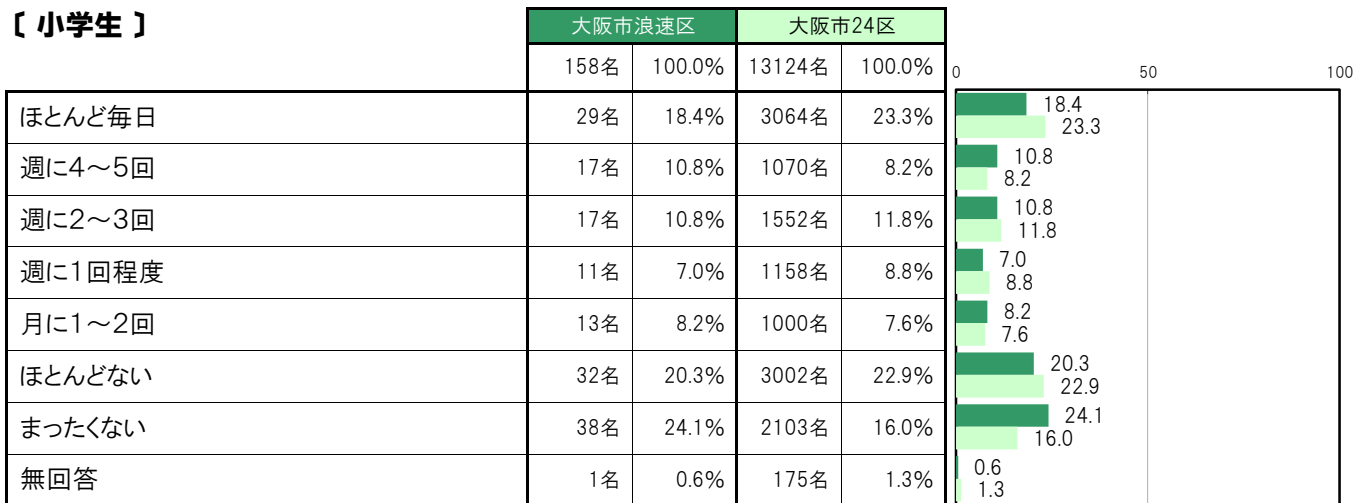 〔 小学生 〕
大阪市浪速区 大阪市24区
158名 100.0% 13124名 100.0%
0 50 100
ほとんど毎日 29名 18.4% 3064名 23.3% 18.4
23.3
週に4～5回 17名 10.8% 1070名 8.2% 10.8
8.2
週に2～3回 17名 10.8% 1552名 11.8% 10.8
11.8
週に1回程度 11名 7.0% 1158名 8.8% 7.0
8.8
月に1～2回 13名 8.2% 1000名 7.6% 8.2
7.6
ほとんどない 32名 20.3% 3002名 22.9% 20.3
22.9
まったくない 38名 24.1% 2103名 16.0% 24.1
16.0
無回答 1名 0.6% 175名 1.3% 0.6
1.3